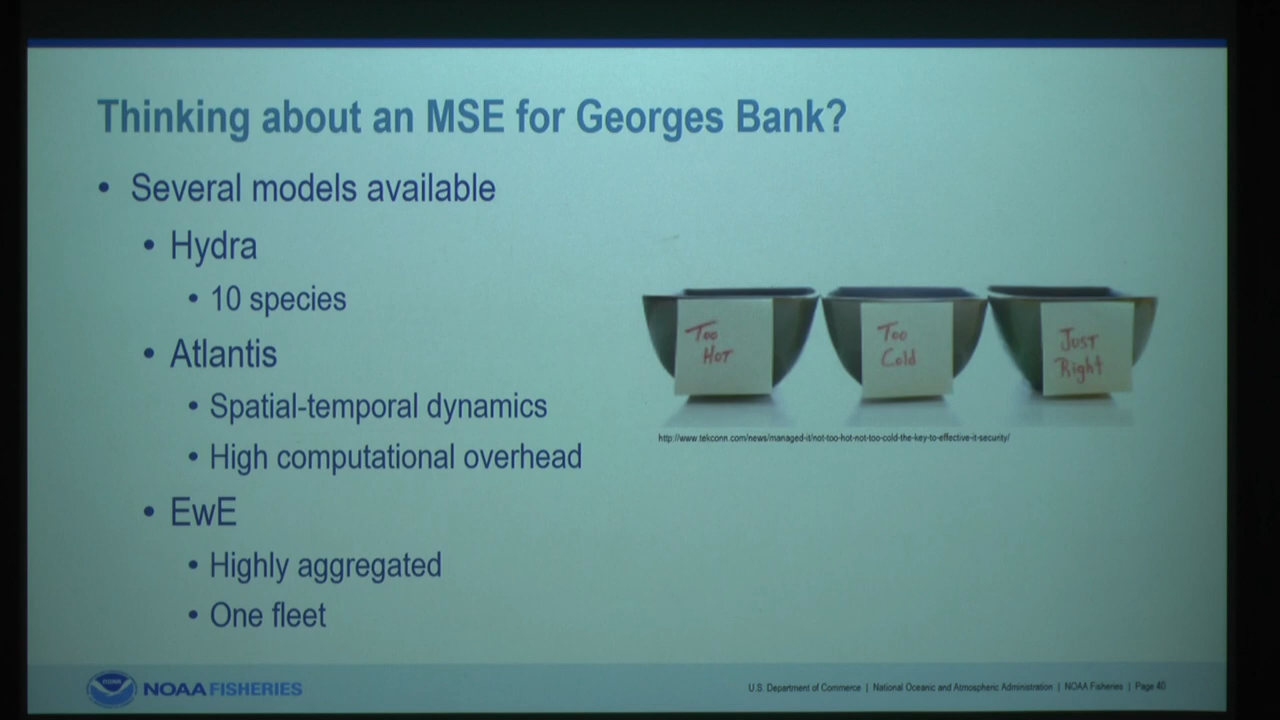 Thinking about an MSE for Georges Bank?
• Several models available
• Hydra
• 10 species
• Atlantis
• Spatial-temporal dynamics
• High computational overhead
• EwE
• Highly aggregated
• One fleet
Too
Hot
Too
Cold
Just
Right
http://www.tekconn.com/news/managed-it/not-too-hot-not-too-cold-the-key-to-effective-it-security/
NOAA FISHERIES
U.S. Department of Commerce | National Oceanic and Atmospheric Administration | NOAA Fisheries | Page 40